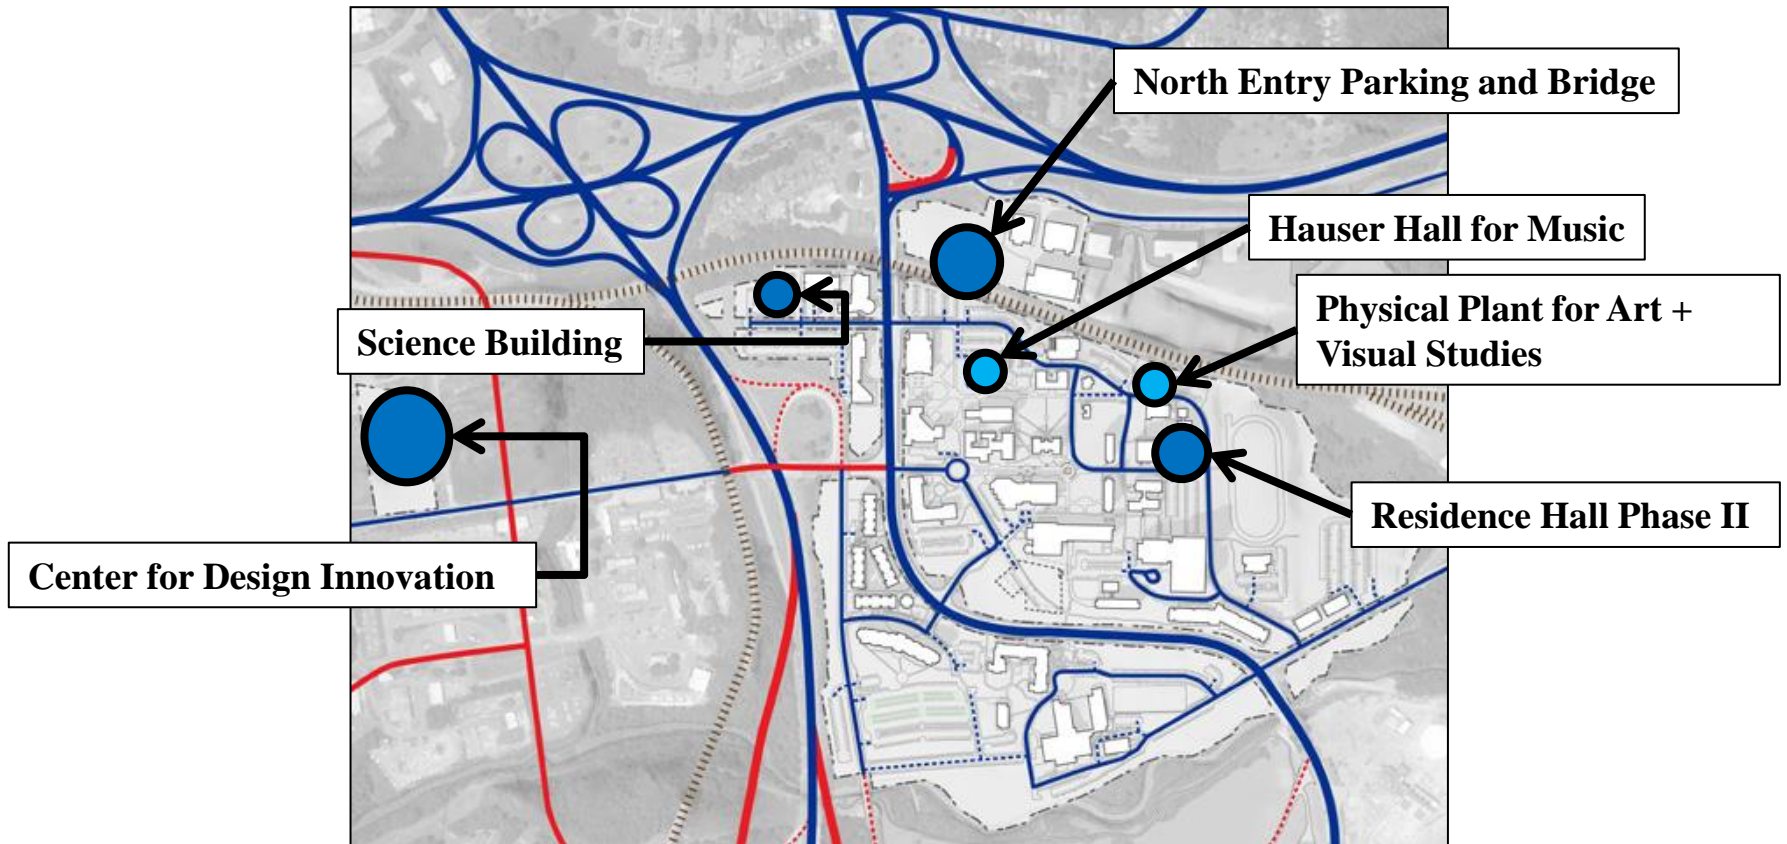 North Entry Parking and Bridge
Hauser Hall for Music
Physical Plant for Art +
Visual Studies
Science Building
Residence Hall Phase II
Center for Design Innovation